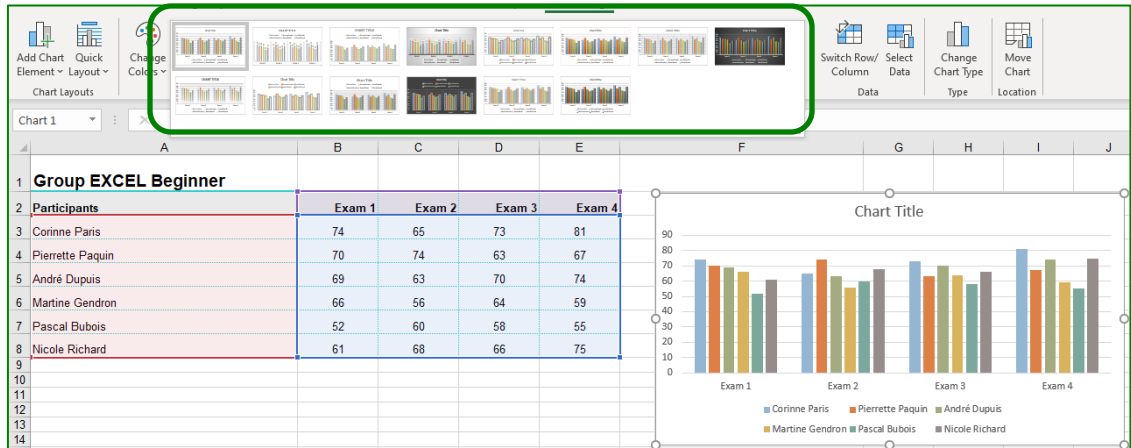 Add Chart Element
Quick Layout
Change Colors
Switch Row/ Column
Select Data
Change Chart Type
Move Chart
Chart Layouts
Data
Type
Location
Chart 1
A B C D E F G H I J
1 Group EXCEL Beginner
2 Participants Exam 1 Exam 2 Exam 3 Exam 4
3 Corinne Paris 74 65 73 81
4 Pierrette Paquin 70 74 63 67
5 André Dupuis 69 63 70 74
6 Martine Gendron 66 56 64 59
7 Pascal Bubois 52 60 58 55
8 Nicole Richard 61 68 66 75
9
10
11
12
13
14
Chart Title
90
80
70
60
50
40
30
20
10
0
Exam 1 Exam 2 Exam 3 Exam 4
Corinne Paris Pierrette Paquin André Dupuis
Martine Gendron Pascal Bubois Nicole Richard